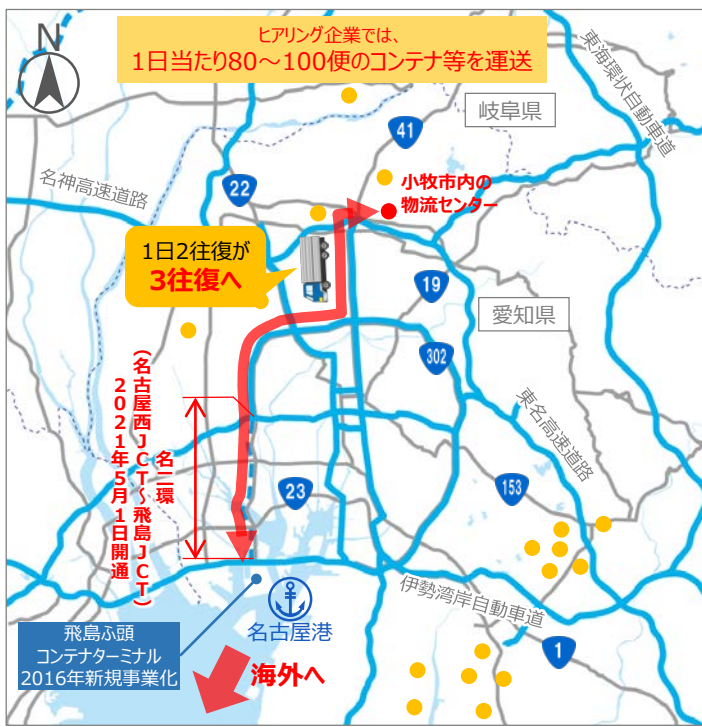 ヒアリング企業では、
1日当たり80～100便のコンテナ等を運送
N
東海環状自動車道
岐阜県
41
名神高速道路
22
小牧市内の
物流センター
1日2往復が
3往復へ
19
愛知県
302
名二環
(名古屋西JCT～飛島JCT)
2021年5月1日開通
東名高速道路
23
153
伊勢湾岸自動車道
名古屋港
飛島ふ頭
コンテナターミナル
2016年新規事業化
海外へ
1